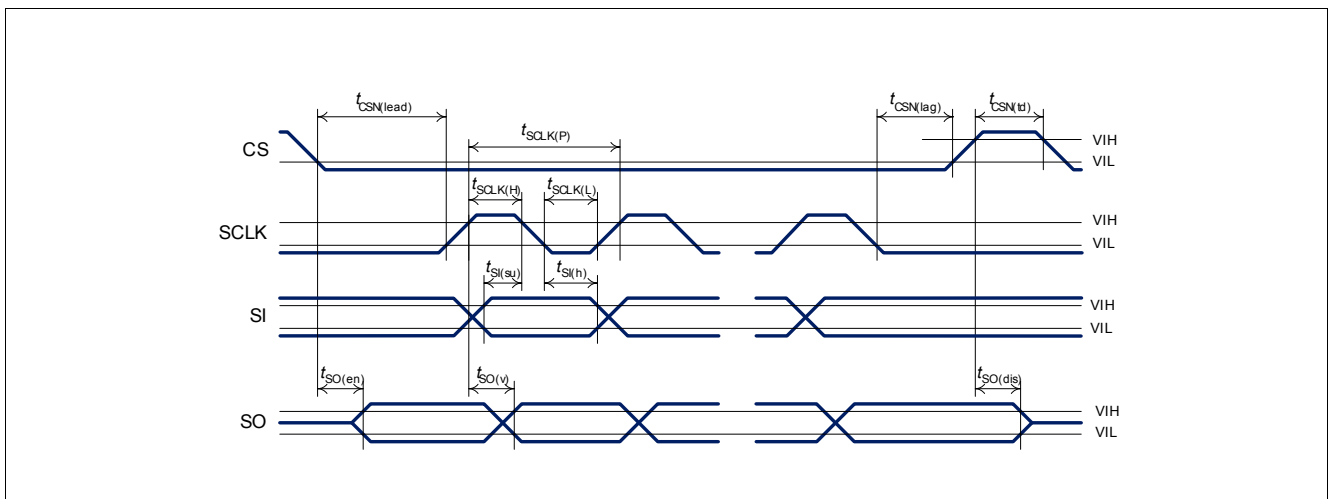 tCSN(lead)
tCSN(lag)
tCSN(td)
tSCLK(P)
CS
VIH
VIL
tSCLK(H)
tSCLK(L)
SCLK
VIH
VIL
tSI(su)
tSI(h)
SI
VIH
VIL
tSO(en)
tSO(v)
tSO(dis)
SO
VIH
VIL